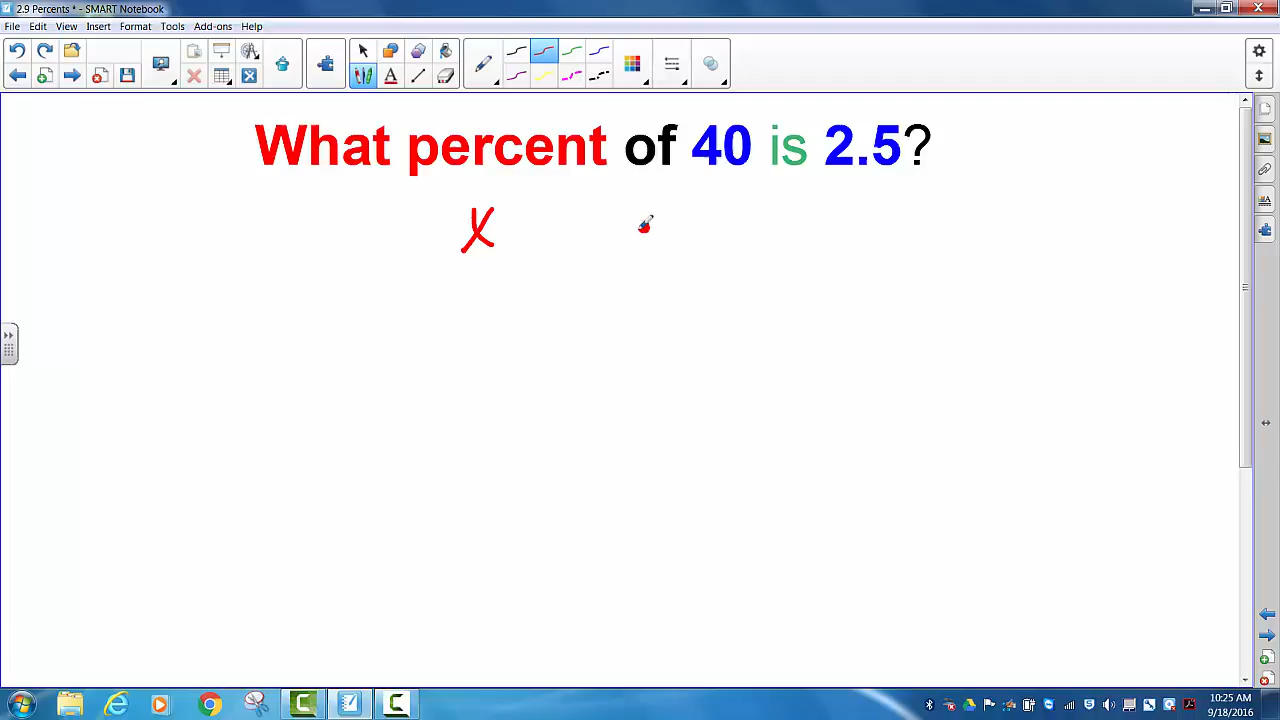 2.9 Percents * - SMART Notebook
File Edit View Insert Format Tools Add-ons Help
What percent of 40 is 2.5?
x
10:25 AM
9/18/2016